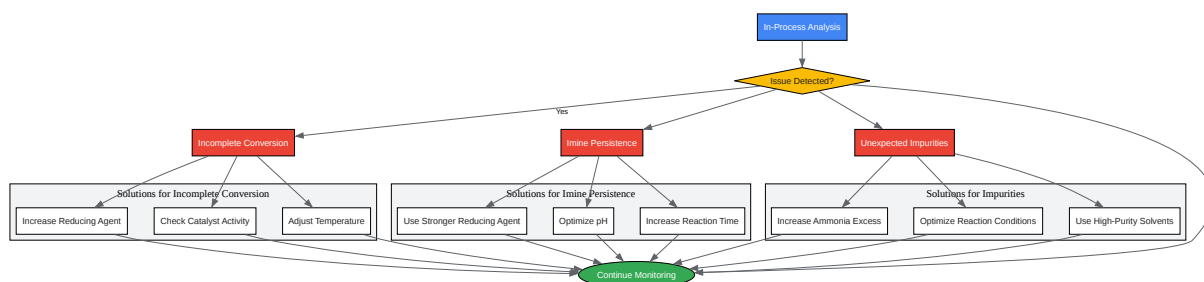 In-Process Analysis
Issue Detected?
Yes
Incomplete Conversion
Imine Persistence
Unexpected Impurities
Solutions for Incomplete Conversion
Solutions for Imine Persistence
Solutions for Impurities
Increase Reducing Agent
Check Catalyst Activity
Adjust Temperature
Use Stronger Reducing Agent
Optimize pH
Increase Reaction Time
Increase Ammonia Excess
Optimize Reaction Conditions
Use High-Purity Solvents
Continue Monitoring